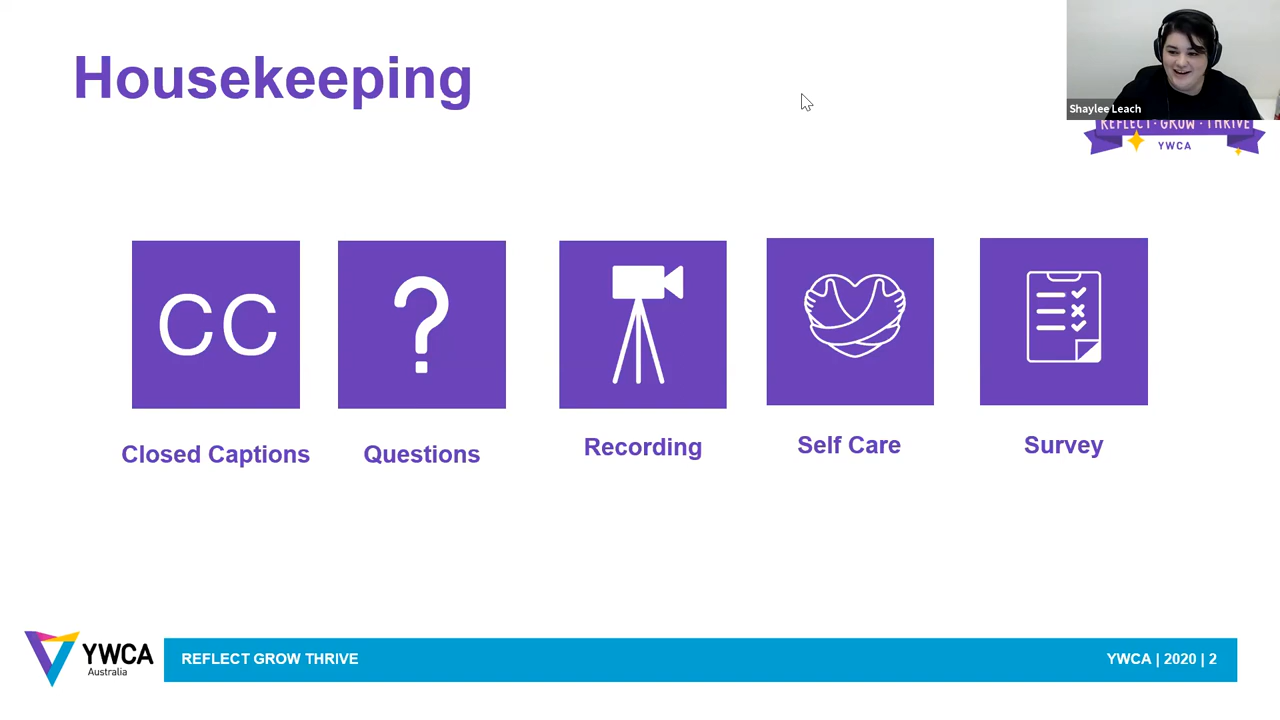 Housekeeping
Shaylee Leach
REFLECT · GROW · THRIVE
YWCA
CC
?
Closed Captions
Questions
Recording
Self Care
Survey
YWCA
Australia
REFLECT GROW THRIVE
YWCA | 2020 | 2